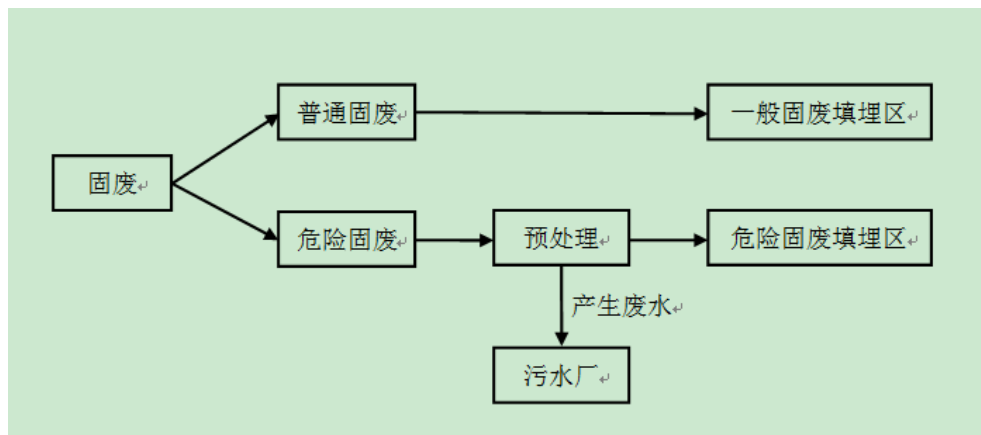 普通固废
一般固废填埋区
固废
危险固废
预处理
危险固废填埋区
产生废水
污水厂